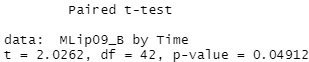 Paired t-test
data:  MLip09_B by Time
t = 2.0262, df = 42, p-value = 0.04912